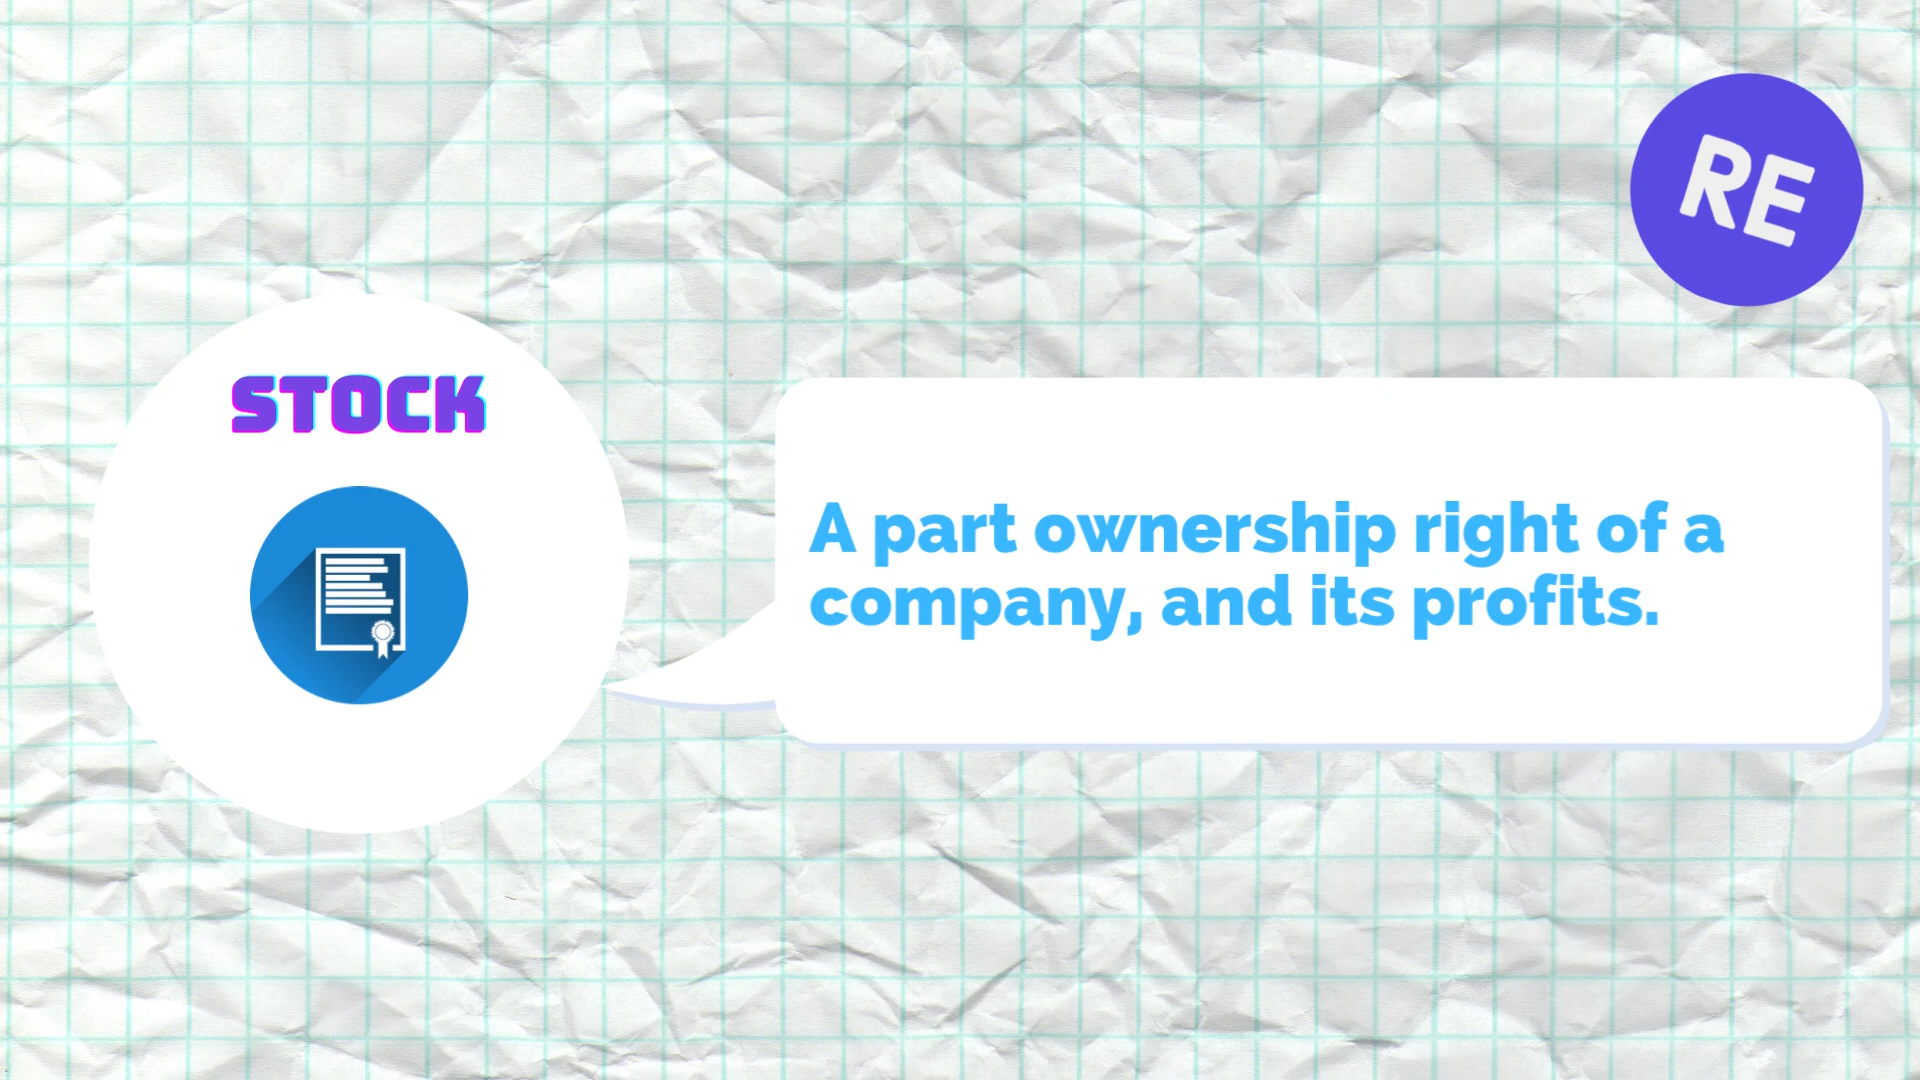 RE
STOCK
A part ownership right of a
company, and its profits.